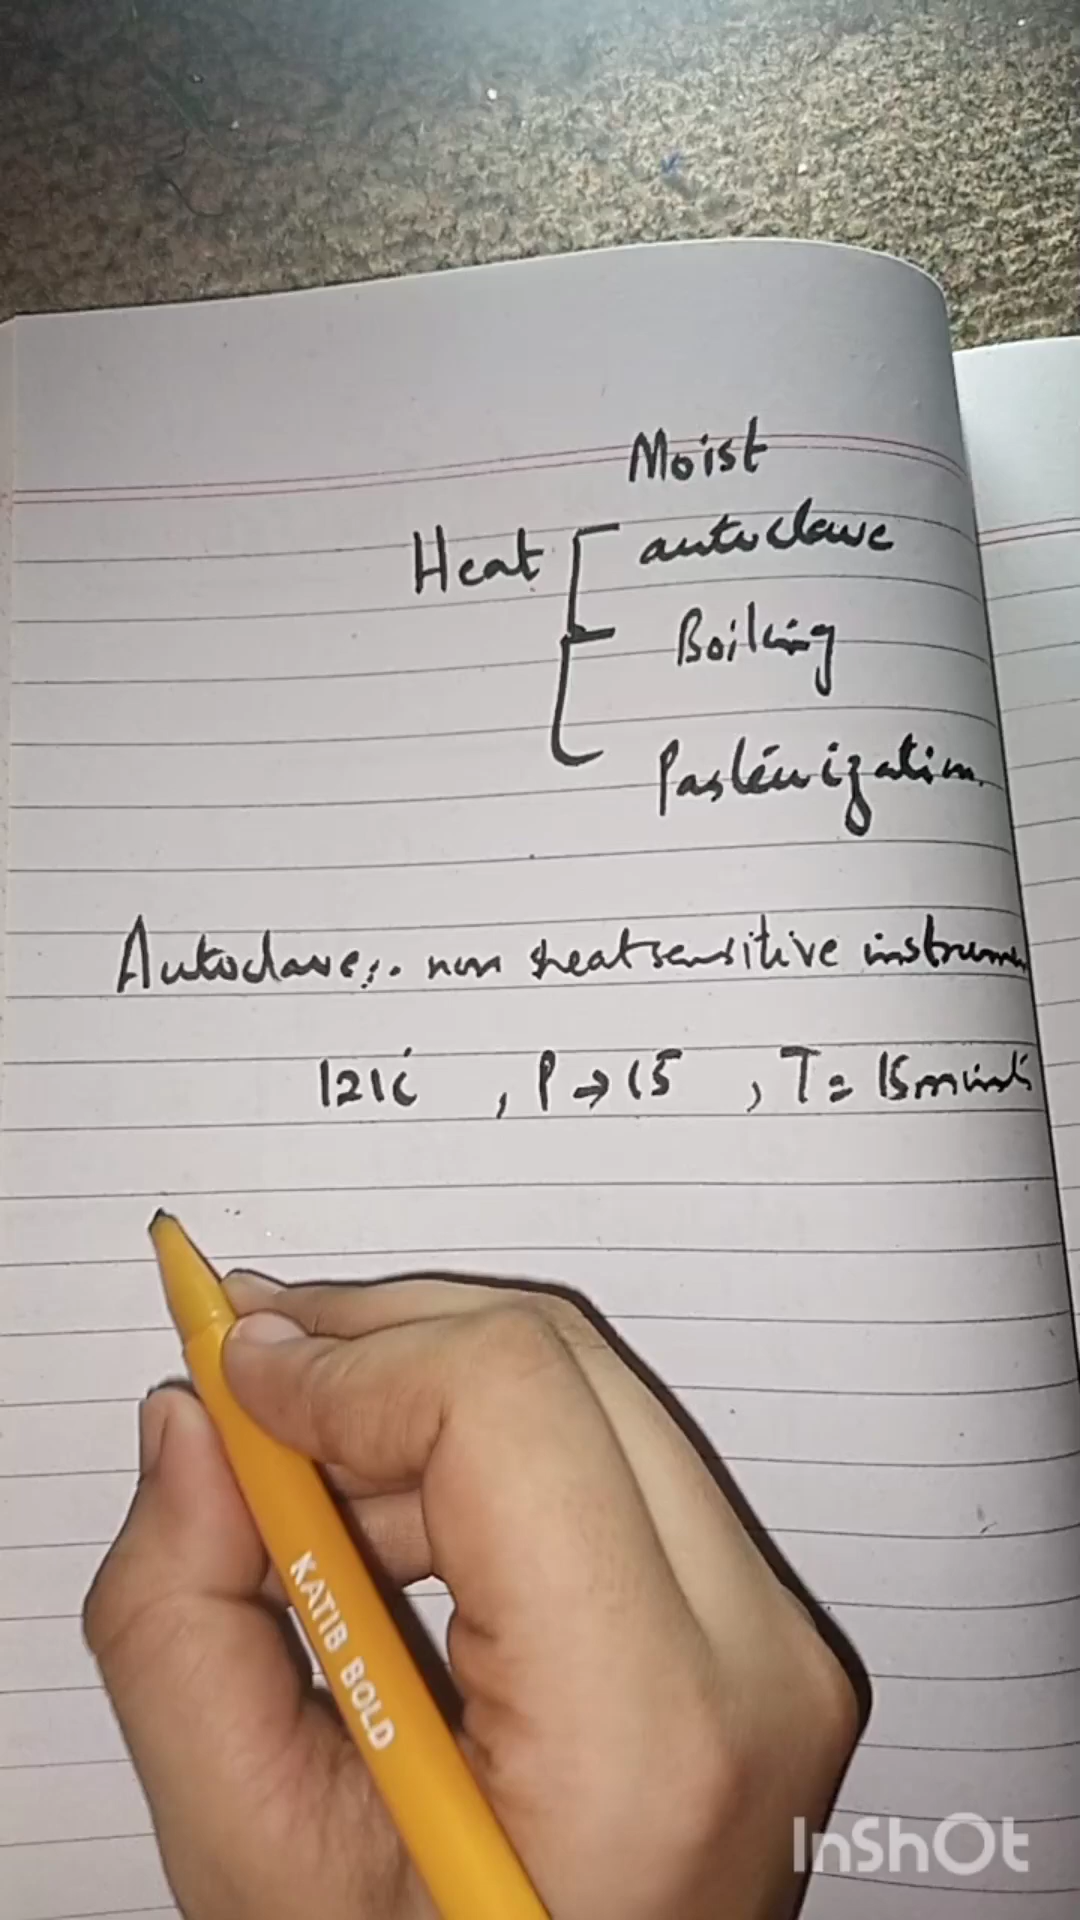 Moist
Heat autoclave
Boiling
Pasteurization
Autoclave:. non heatsensitive instrumen
121c , P → 15 , T = 15 minuts
KATIB BOLD
InShOt